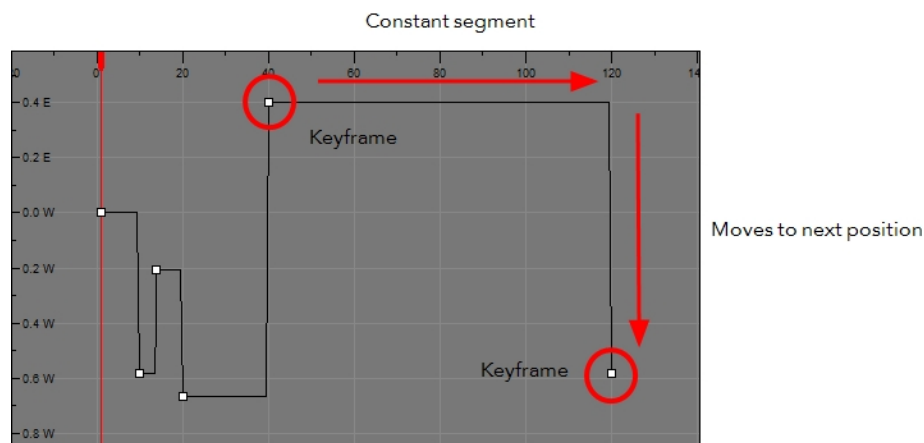 Constant segment
0 0 20 40 60 80 100 120 14
0.4 E
Keyframe
0.2 E
0.0 W
Moves to next position
0.2 W
0.4 W
Keyframe
0.6 W
0.8 W